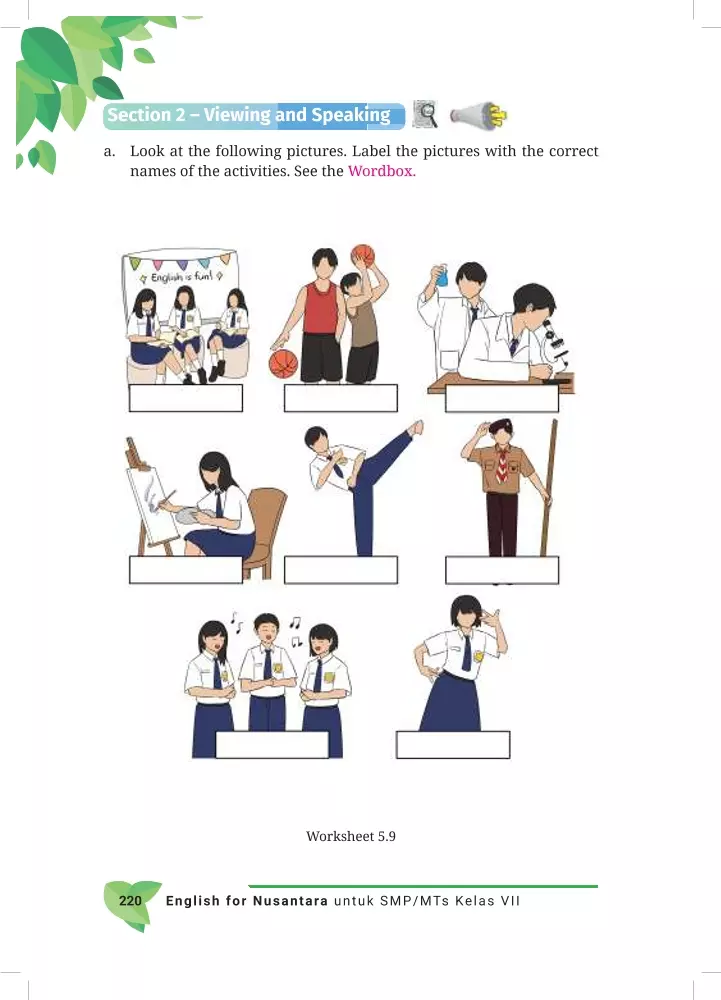 Section 2 – Viewing and Speaking
a. Look at the following pictures. Label the pictures with the correct
names of the activities. See the Wordbox.
English is fun!
Worksheet 5.9
220 English for Nusantara untuk SMP/MTs Kelas VII